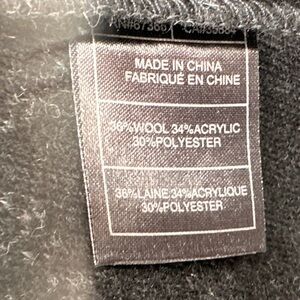 MADE IN CHINA
FABRIQUÉ EN CHINE
36%WOOL 34%ACRYLIC
30%POLYESTER
36%LAINE 34%ACRYLIQUE
30%POLYESTER